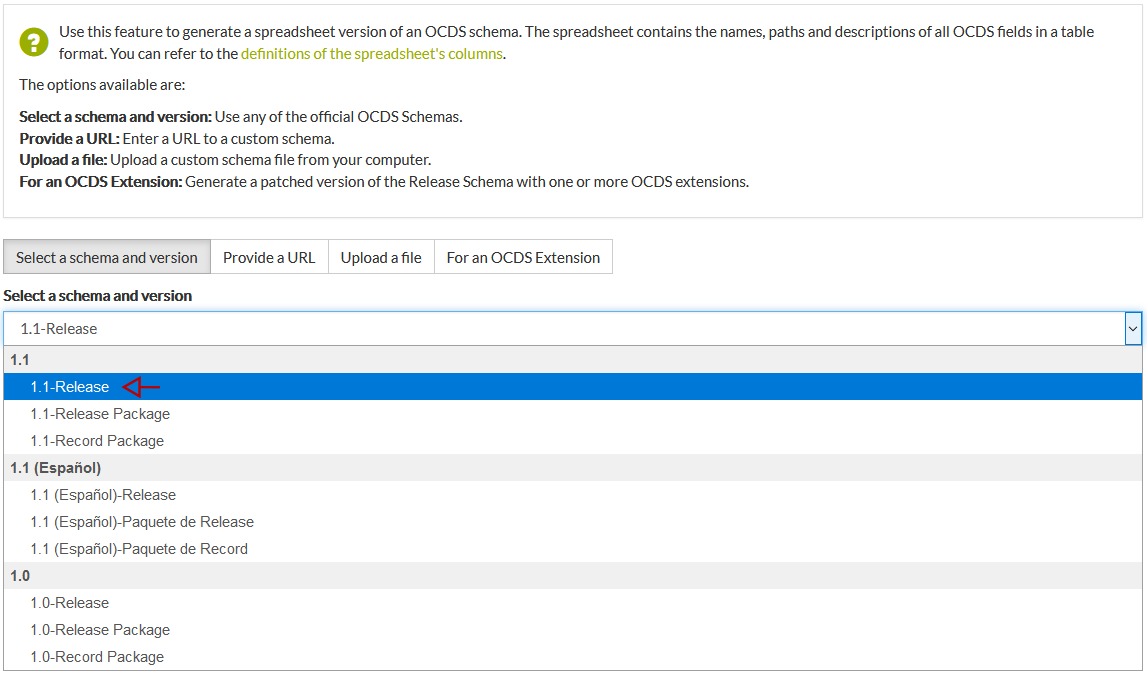 Use this feature to generate a spreadsheet version of an OCDS schema. The spreadsheet contains the names, paths and descriptions of all OCDS fields in a table
format. You can refer to the definitions of the spreadsheet's columns.
The options available are:
Select a schema and version: Use any of the official OCDS Schemas.
Provide a URL: Enter a URL to a custom schema.
Upload a file: Upload a custom schema file from your computer.
For an OCDS Extension: Generate a patched version of the Release Schema with one or more OCDS extensions.
Select a schema and version Provide a URL Upload a file For an OCDS Extension
Select a schema and version
1.1-Release
1.1
1.1-Release
1.1-Release Package
1.1-Record Package
1.1 (Español)
1.1 (Español)-Release
1.1 (Español)-Paquete de Release
1.1 (Español)-Paquete de Record
1.0
1.0-Release
1.0-Release Package
1.0-Record Package